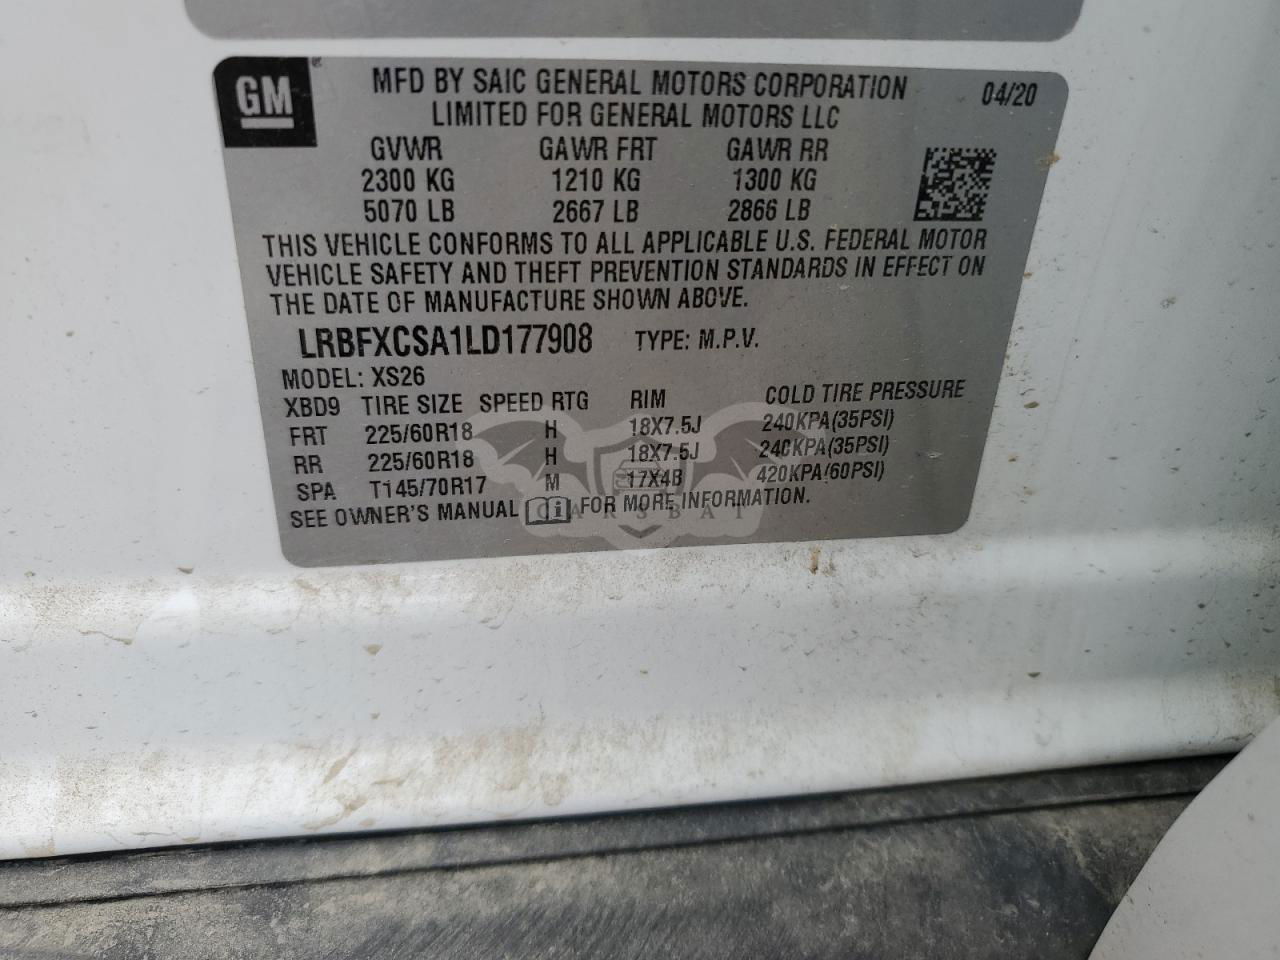 GM
MFD BY SAIC GENERAL MOTORS CORPORATION 04/20
LIMITED FOR GENERAL MOTORS LLC
GVWR GAWR FRT GAWR RR
2300 KG 1210 KG 1300 KG
5070 LB 2667 LB 2866 LB
THIS VEHICLE CONFORMS TO ALL APPLICABLE U.S. FEDERAL MOTOR
VEHICLE SAFETY AND THEFT PREVENTION STANDARDS IN EFFECT ON
THE DATE OF MANUFACTURE SHOWN ABOVE.
LRBFXCSA1LD177908 TYPE: M.P.V.
MODEL: XS26
XBD9 TIRE SIZE SPEED RTG RIM COLD TIRE PRESSURE
FRT 225/60R18 H 18X7.5J 240KPA(35PSI)
RR 225/60R18 H 18X7.5J 240KPA(35PSI)
SPA T145/70R17 M 17X4B 420KPA(60PSI)
SEE OWNER'S MANUAL i FOR MORE INFORMATION.
CARSBAT